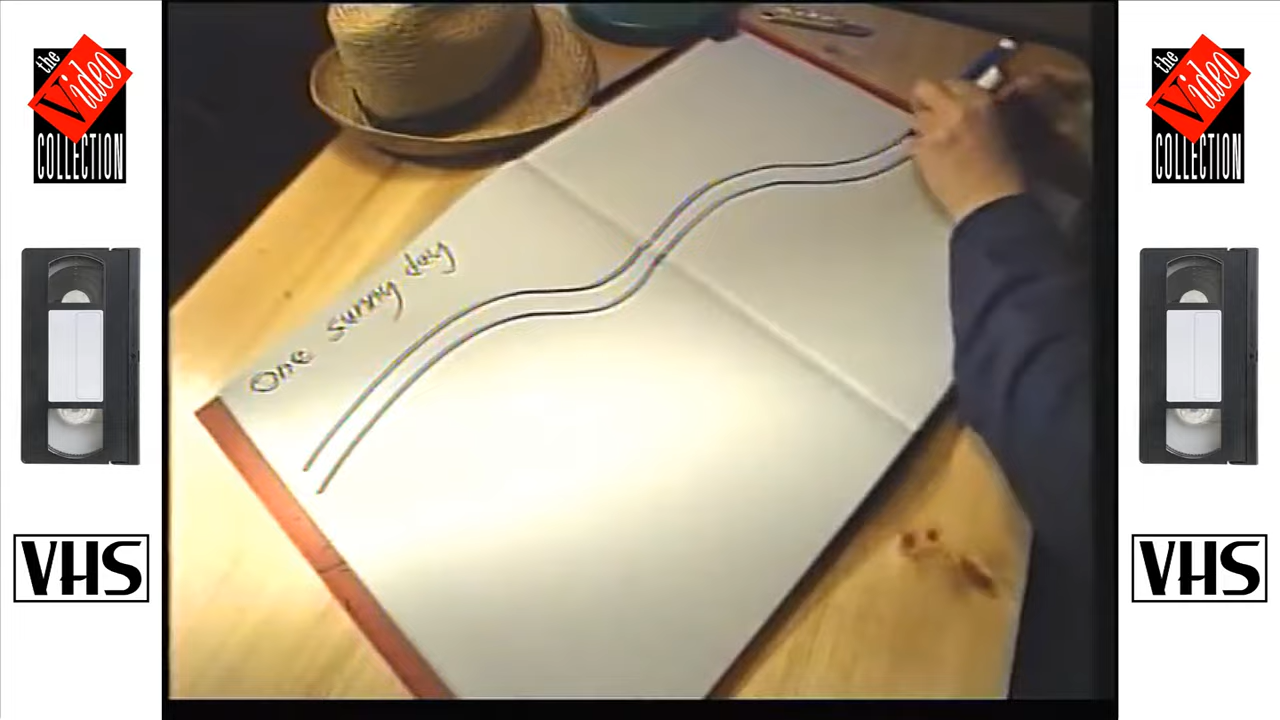 the
Video
COLLECTION
VHS
One sunny day
the
Video
COLLECTION
VHS